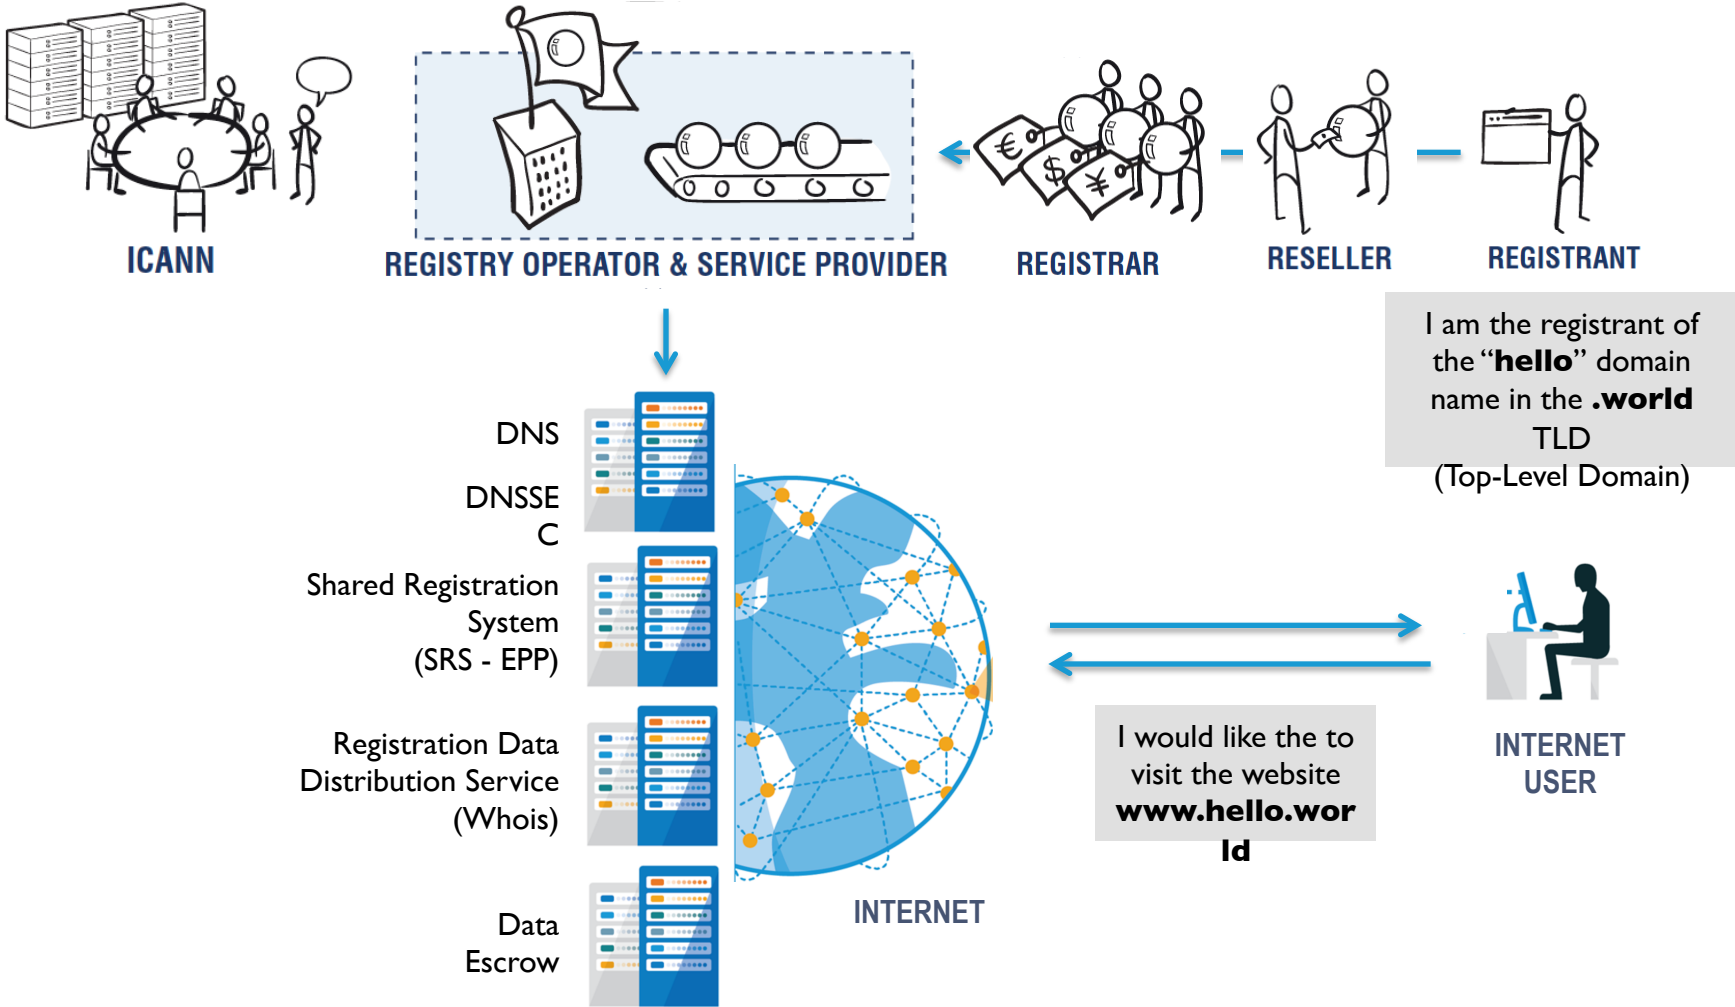 ICANN
REGISTRY OPERATOR & SERVICE PROVIDER
REGISTRAR
RESELLER
REGISTRANT
€
$
¥
I am the registrant of
the “hello” domain
name in the .world
TLD
(Top-Level Domain)
DNS
DNSSE
C
Shared Registration
System
(SRS - EPP)
Registration Data
Distribution Service
(Whois)
Data
Escrow
INTERNET
I would like the to
visit the website
www.hello.wor
ld
INTERNET
USER